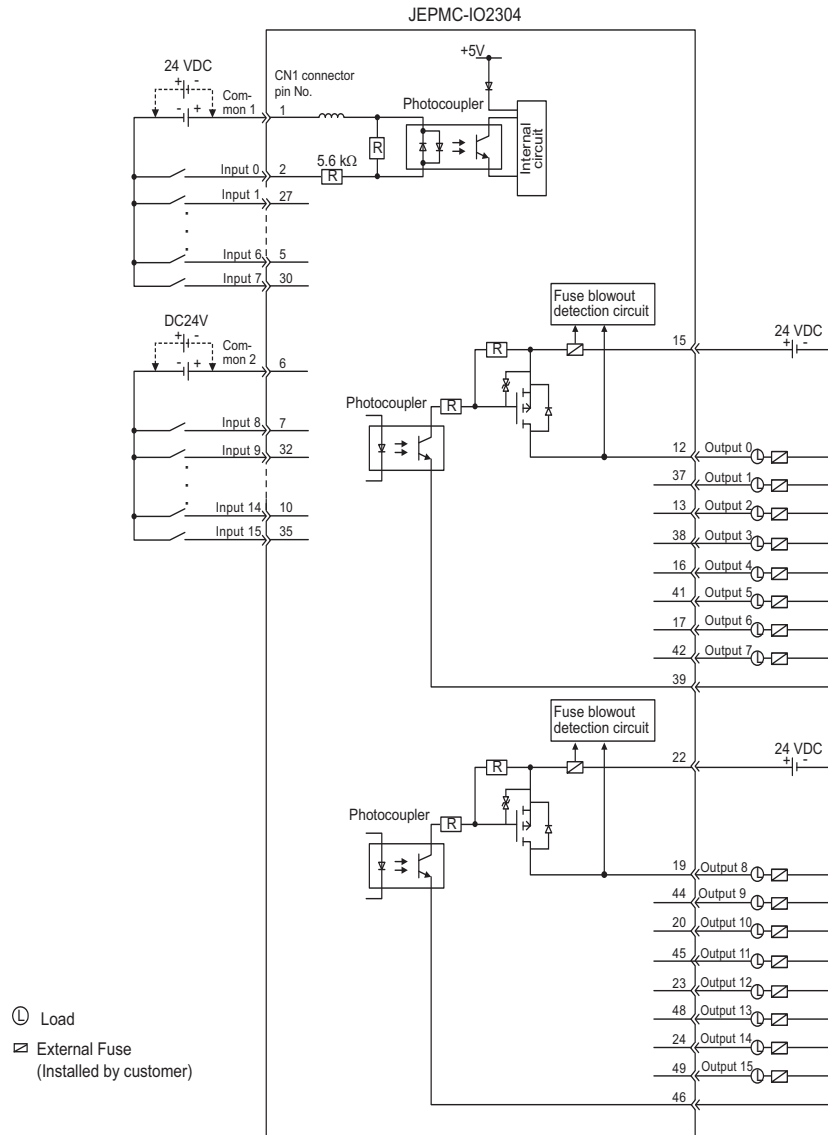 JEPMC-IO2304
+5V
24 VDC
+ -
- +
Com-
mon 1
CN1 connector
pin No.
1
Photocoupler
Internal
circuit
R
5.6 kΩ
R
Input 0 2
Input 1 27
Input 6 5
Input 7 30
DC24V
+ -
- +
Com-
mon 2
6
Input 8 7
Input 9 32
Input 14 10
Input 15 35
Fuse blowout
detection circuit
15
24 VDC
+ -
R
Photocoupler
R
12 Output 0 L
37 Output 1 L
13 Output 2 L
38 Output 3 L
16 Output 4 L
41 Output 5 L
17 Output 6 L
42 Output 7 L
39
Fuse blowout
detection circuit
22
24 VDC
+ -
R
Photocoupler
R
19 Output 8 L
44 Output 9 L
20 Output 10 L
45 Output 11 L
23 Output 12 L
48 Output 13 L
24 Output 14 L
49 Output 15 L
46
L Load
External Fuse
(Installed by customer)